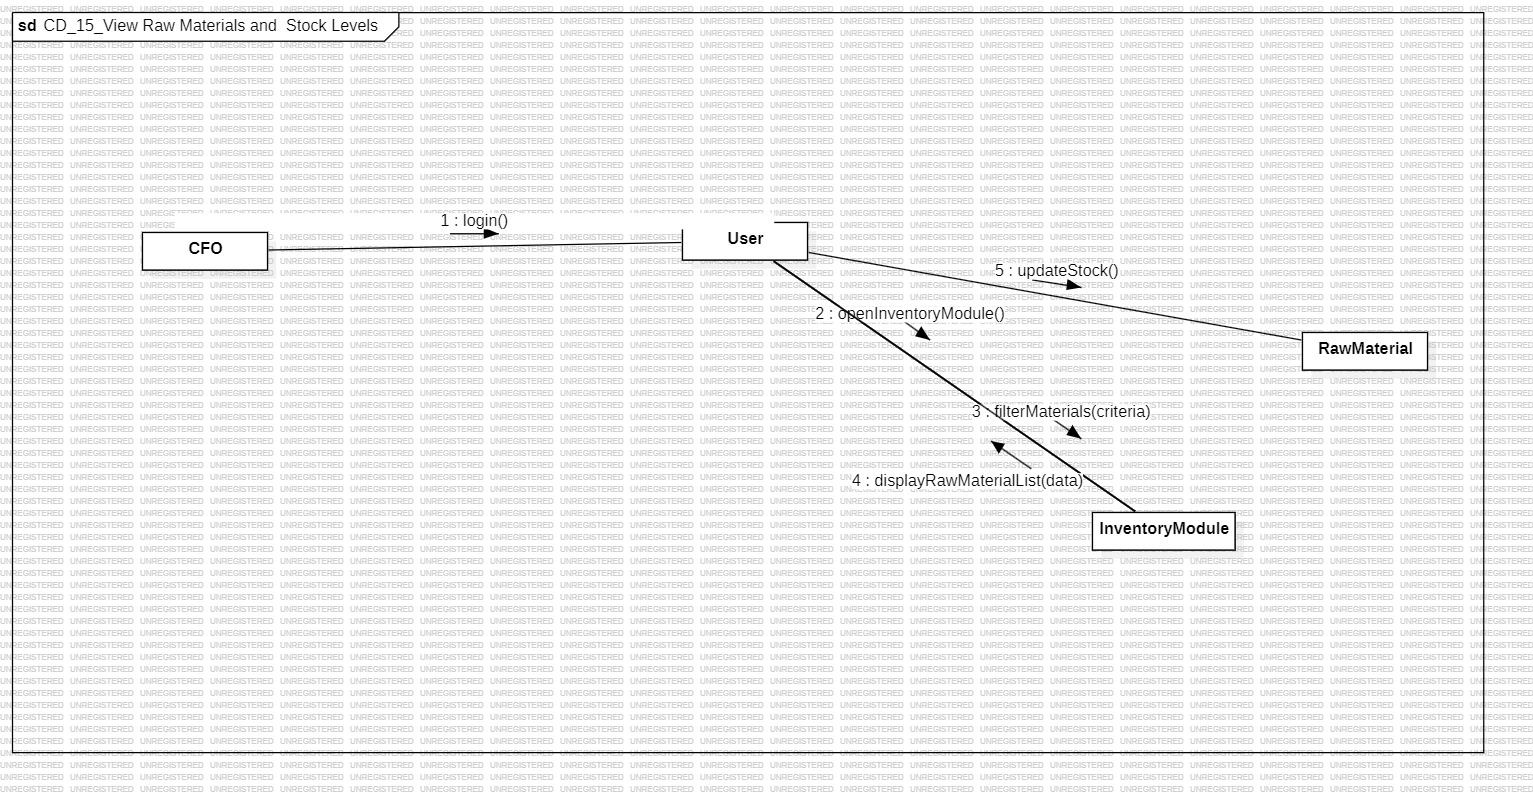 sd CD_15_View Raw Materials and  Stock Levels
1 : login()
CFO
User
5 : updateStock()
2 : openInventoryModule()
RawMaterial
3 : filterMaterials(criteria)
4 : displayRawMaterialList(data)
InventoryModule
UNREGISTERED